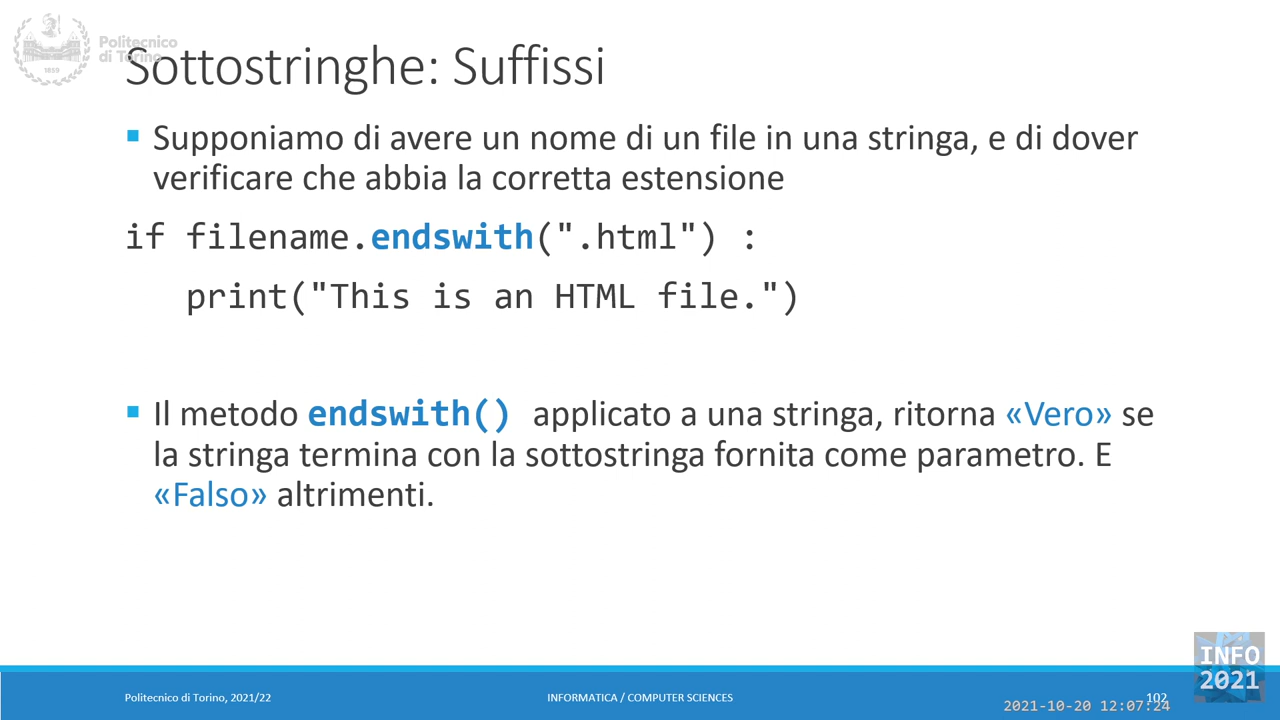 Politecnico
di Torino
1859
Sottostringhe: Suffissi
▪ Supponiamo di avere un nome di un file in una stringa, e di dover
verificare che abbia la corretta estensione
if filename.endswith(".html") :
   print("This is an HTML file.")
▪ Il metodo endswith() applicato a una stringa, ritorna «Vero» se
la stringa termina con la sottostringa fornita come parametro. E
«Falso» altrimenti.
INFO
2021
Politecnico di Torino, 2021/22
INFORMATICA / COMPUTER SCIENCES
102
2021-10-20 12:07:24